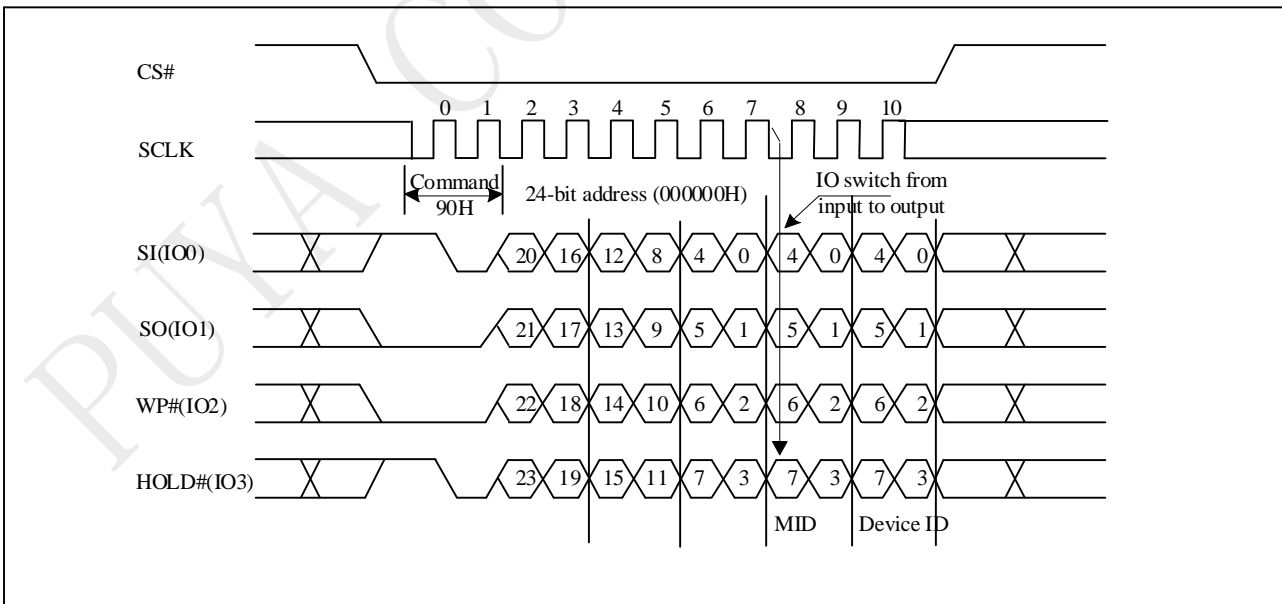 PUYA CO
CS#
0 1 2 3 4 5 6 7 8 9 10
SCLK
Command
90H
24-bit address (000000H)
IO switch from
input to output
SI(IO0)
20 16 12 8 4 0 4 0 4 0
SO(IO1)
21 17 13 9 5 1 5 1 5 1
WP#(IO2)
22 18 14 10 6 2 6 2 6 2
HOLD#(IO3)
23 19 15 11 7 3 7 3 7 3
MID Device ID